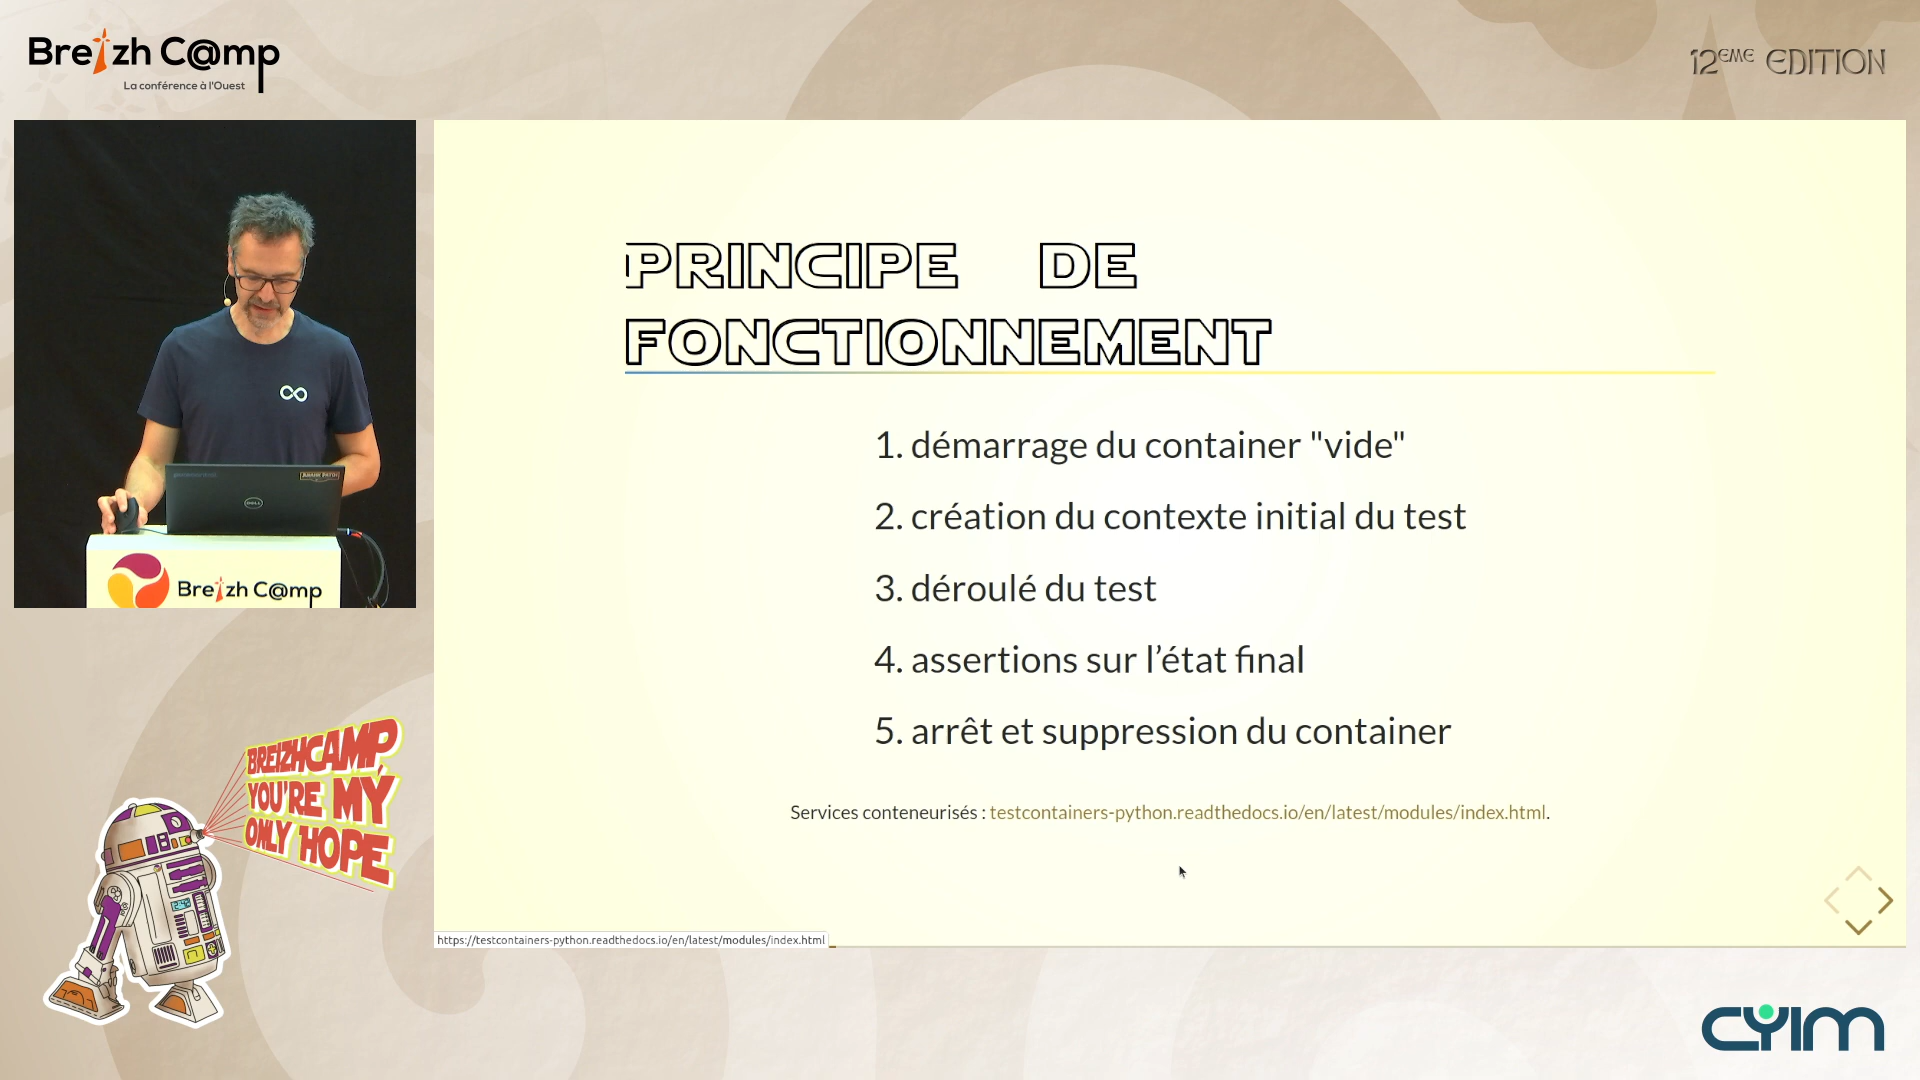 Breizh C@mp
La conférence à l'Ouest
12EME EDITION
PRINCIPE DE
FONCTIONNEMENT
1. démarrage du container "vide"
2. création du contexte initial du test
3. déroulé du test
4. assertions sur l’état final
5. arrêt et suppression du container
Services conteneurisés : testcontainers-python.readthedocs.io/en/latest/modules/index.html.
https://testcontainers-python.readthedocs.io/en/latest/modules/index.html
DELL
Breizh C@mp
BREIZHCAMP,
YOU'RE MY
ONLY HOPE
CYIM